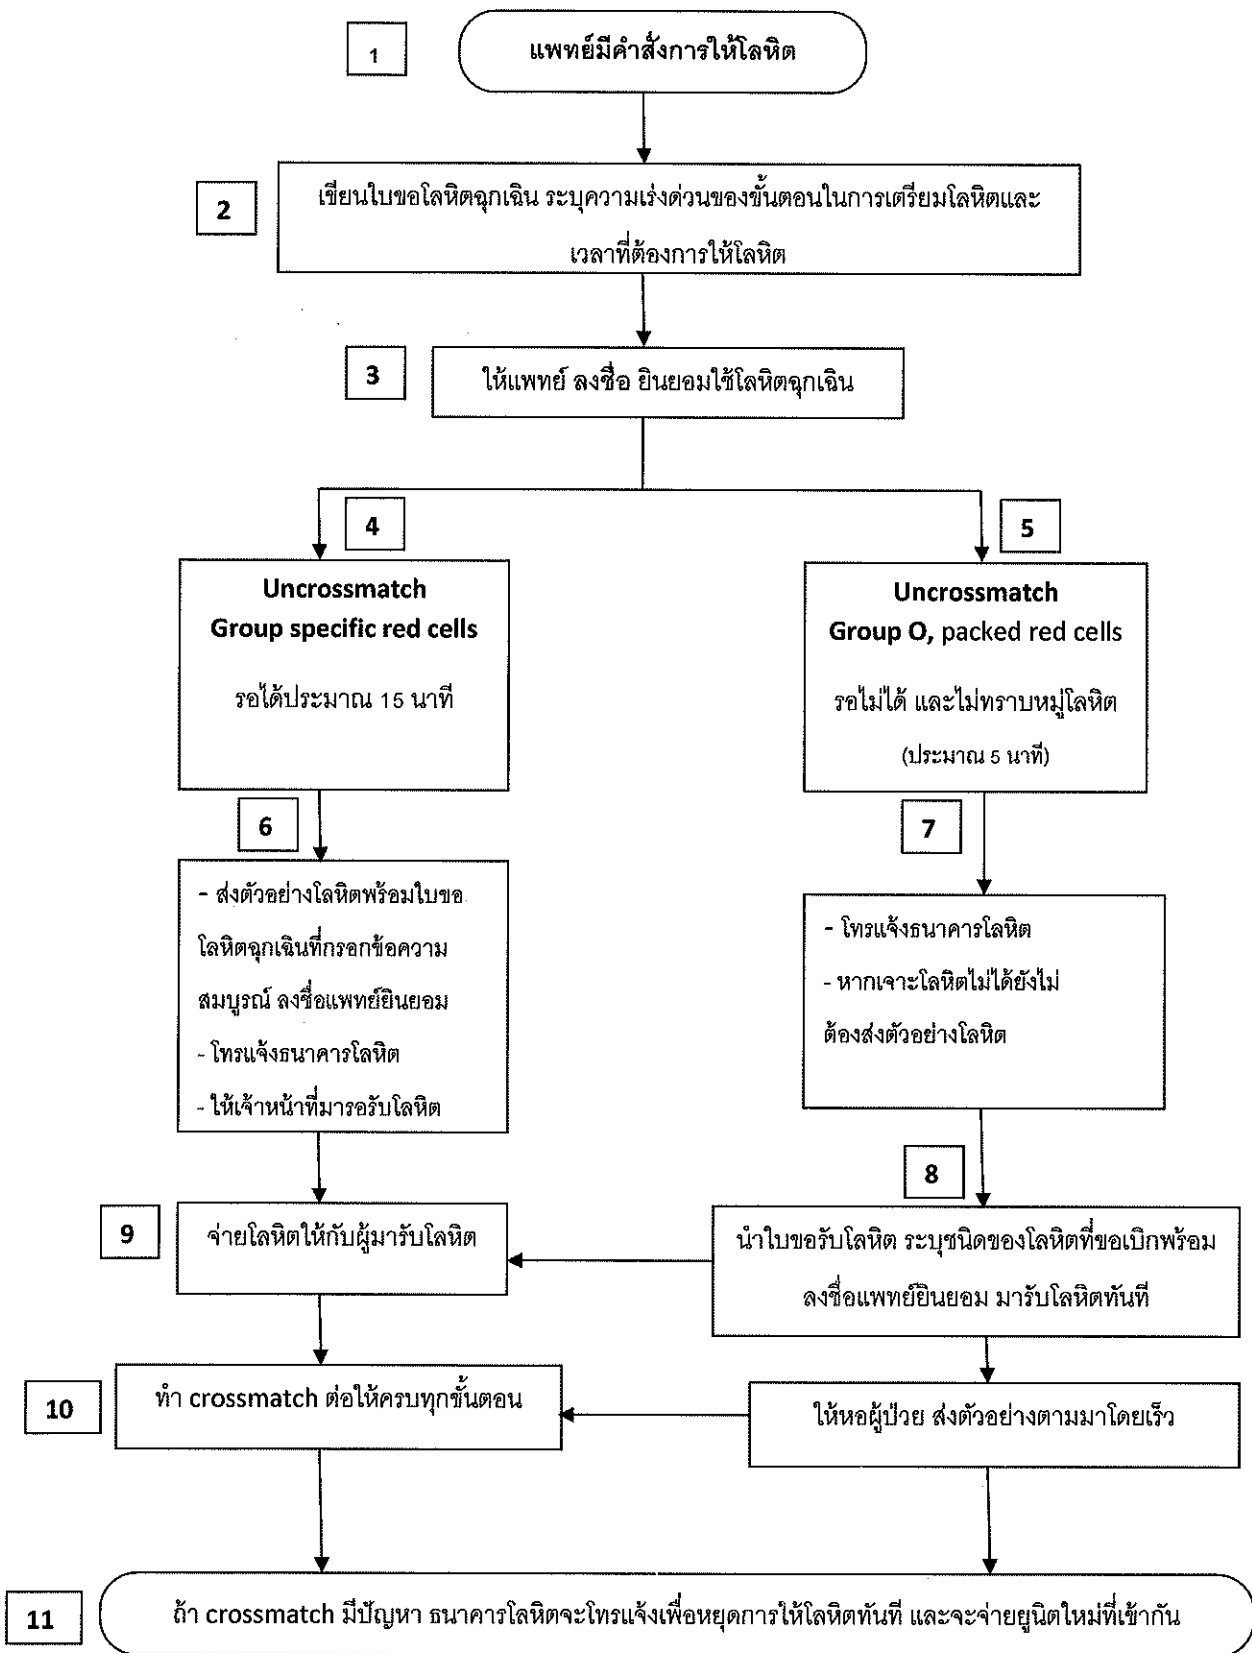 1
แพทย์มีคำสั่งการให้โลหิต
2
เขียนใบขอโลหิตฉุกเฉิน ระบุความเร่งด่วนของขั้นตอนในการเตรียมโลหิตและ
เวลาที่ต้องการให้โลหิต
3
ให้แพทย์ ลงชื่อ ยินยอมใช้โลหิตฉุกเฉิน
4
Uncrossmatch
Group specific red cells
รอได้ประมาณ 15 นาที
5
Uncrossmatch
Group O, packed red cells
รอไม่ได้ และไม่ทราบหมู่โลหิต
(ประมาณ 5 นาที)
6
- ส่งตัวอย่างโลหิตพร้อมใบขอ
โลหิตฉุกเฉินที่กรอกข้อความ
สมบูรณ์ ลงชื่อแพทย์ยินยอม
- โทรแจ้งธนาคารโลหิต
- ให้เจ้าหน้าที่มารอรับโลหิต
7
- โทรแจ้งธนาคารโลหิต
- หากเจาะโลหิตไม่ได้ยังไม่
ต้องส่งตัวอย่างโลหิต
8
นำใบขอรับโลหิต ระบุชนิดของโลหิตที่ขอเบิกพร้อม
ลงชื่อแพทย์ยินยอม มารับโลหิตทันที
9
จ่ายโลหิตให้กับผู้มารับโลหิต
10
ทำ crossmatch ต่อให้ครบทุกขั้นตอน
ให้หอผู้ป่วย ส่งตัวอย่างตามมาโดยเร็ว
11
ถ้า crossmatch มีปัญหา ธนาคารโลหิตจะโทรแจ้งเพื่อหยุดการให้โลหิตทันที และจะจ่ายยูนิตใหม่ที่เข้ากัน